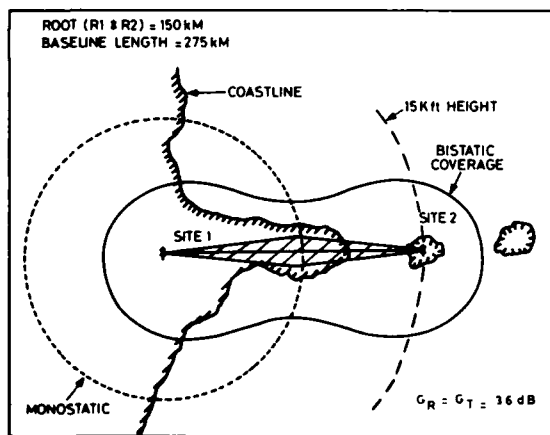 ROOT (R1 & R2) = 150 KM
BASELINE LENGTH = 275 KM
COASTLINE
15Kft HEIGHT
BISTATIC
COVERAGE
SITE 1
SITE 2
MONOSTATIC
GR = GT = 36 dB